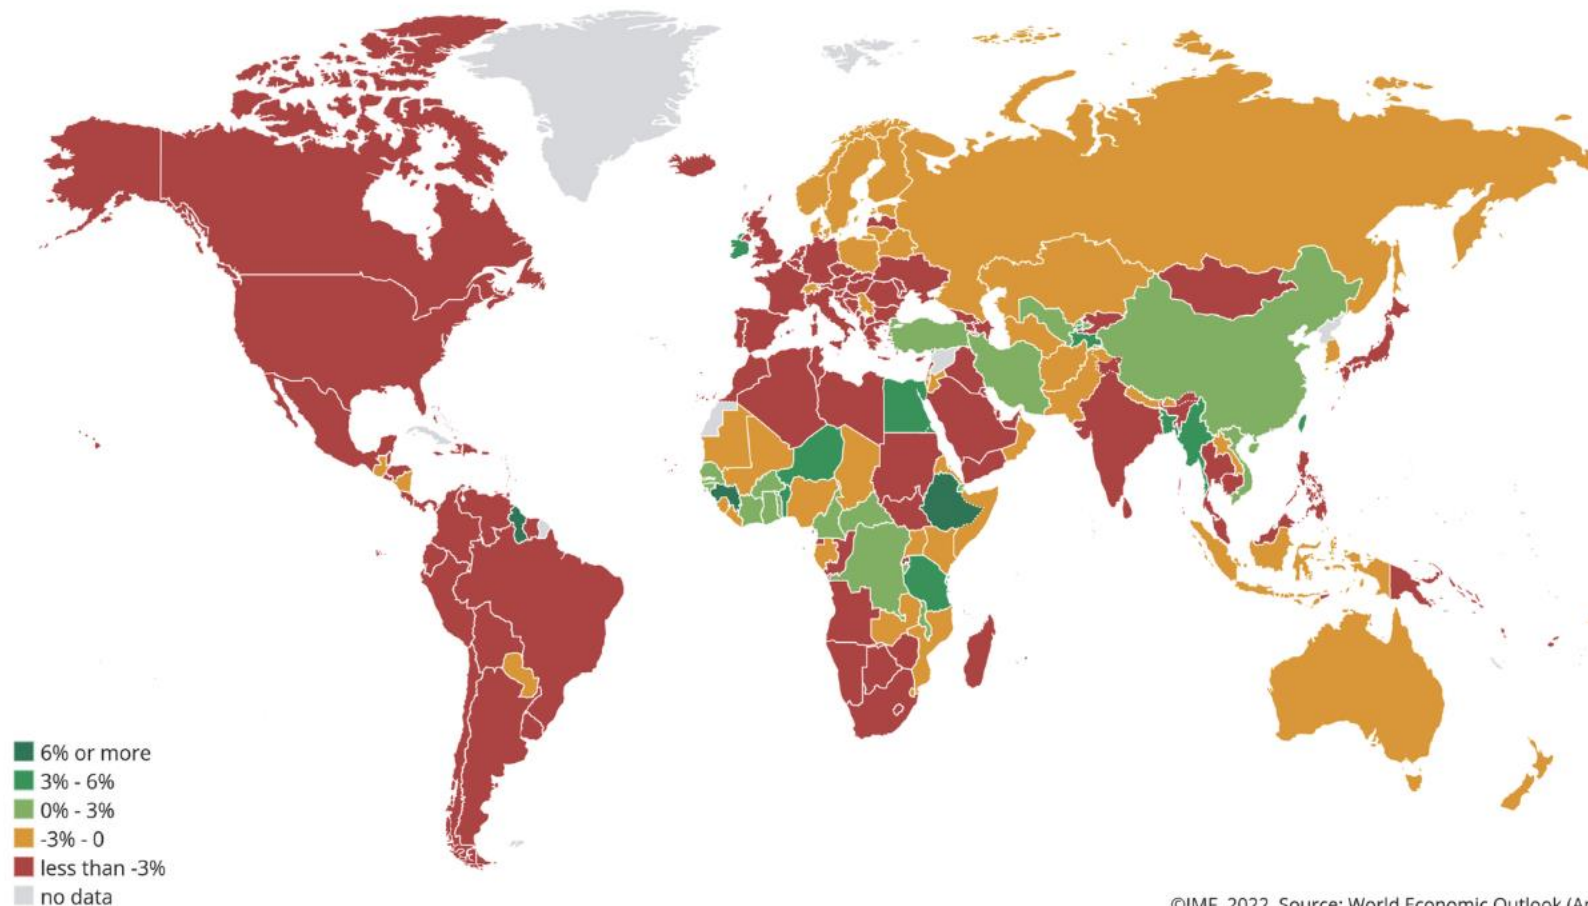 6% or more
3% - 6%
0% - 3%
-3% - 0
less than -3%
no data
©IMF, 2022, Source: World Economic Outlook (A